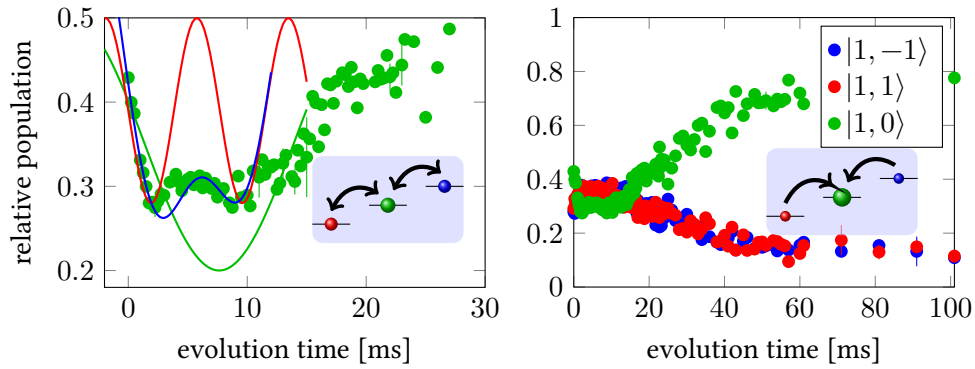 relative population
0.5
0.4
0.3
0.2
0 10 20 30
evolution time [ms]
1
0.8
0.6
0.4
0.2
0
0 20 40 60 80 100
evolution time [ms]
|1, −1⟩
|1, 1⟩
|1, 0⟩